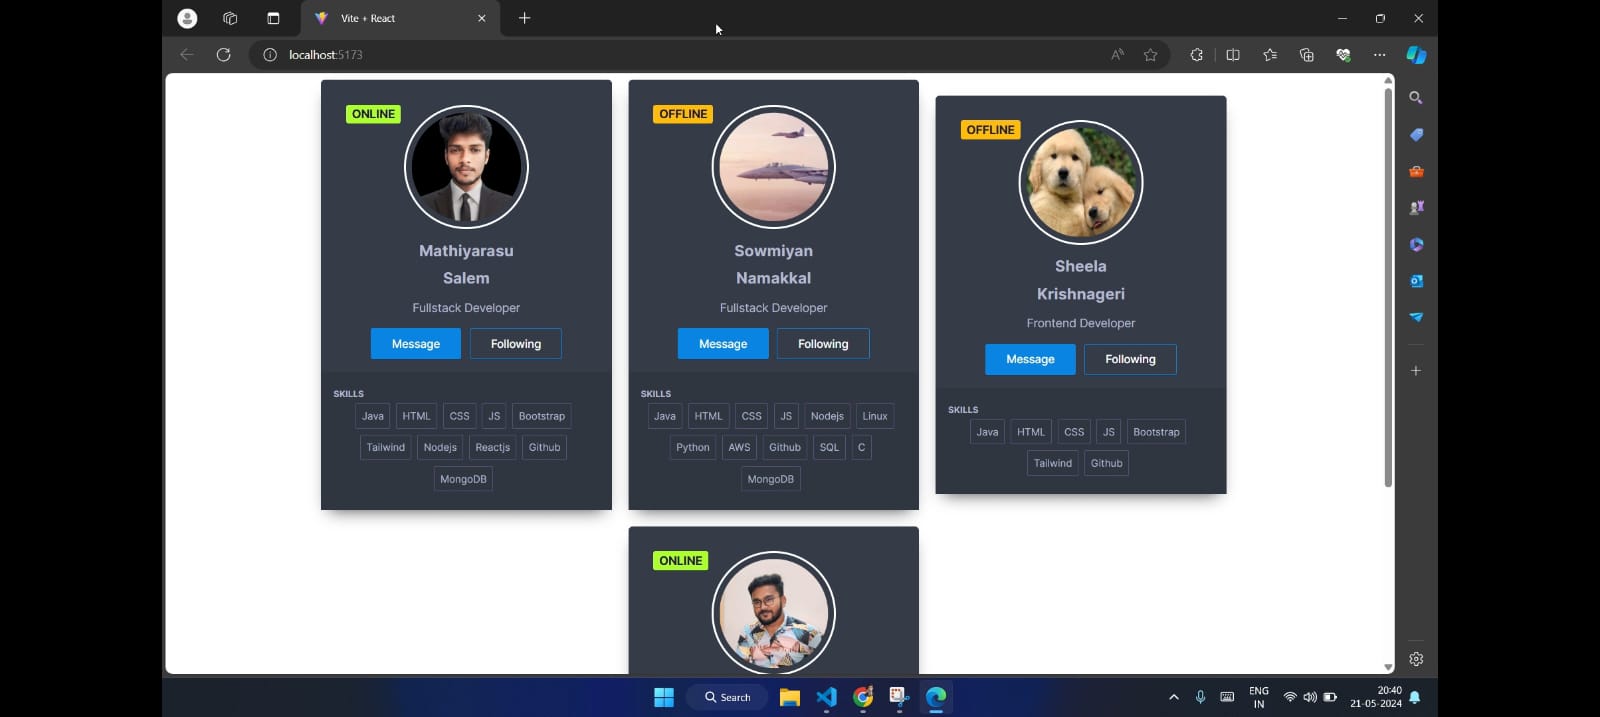 Vite + React
localhost:5173
ONLINE
Mathiyarasu
Salem
Fullstack Developer
Message Following
SKILLS
Java HTML CSS JS Bootstrap
Tailwind Nodejs Reactjs Github
MongoDB
OFFLINE
Sowmiyan
Namakkal
Fullstack Developer
Message Following
SKILLS
Java HTML CSS JS Nodejs Linux
Python AWS Github SQL C
MongoDB
OFFLINE
Sheela
Krishnageri
Frontend Developer
Message Following
SKILLS
Java HTML CSS JS Bootstrap
Tailwind Github
ONLINE
Search
ENG
IN
20:40
21-05-2024